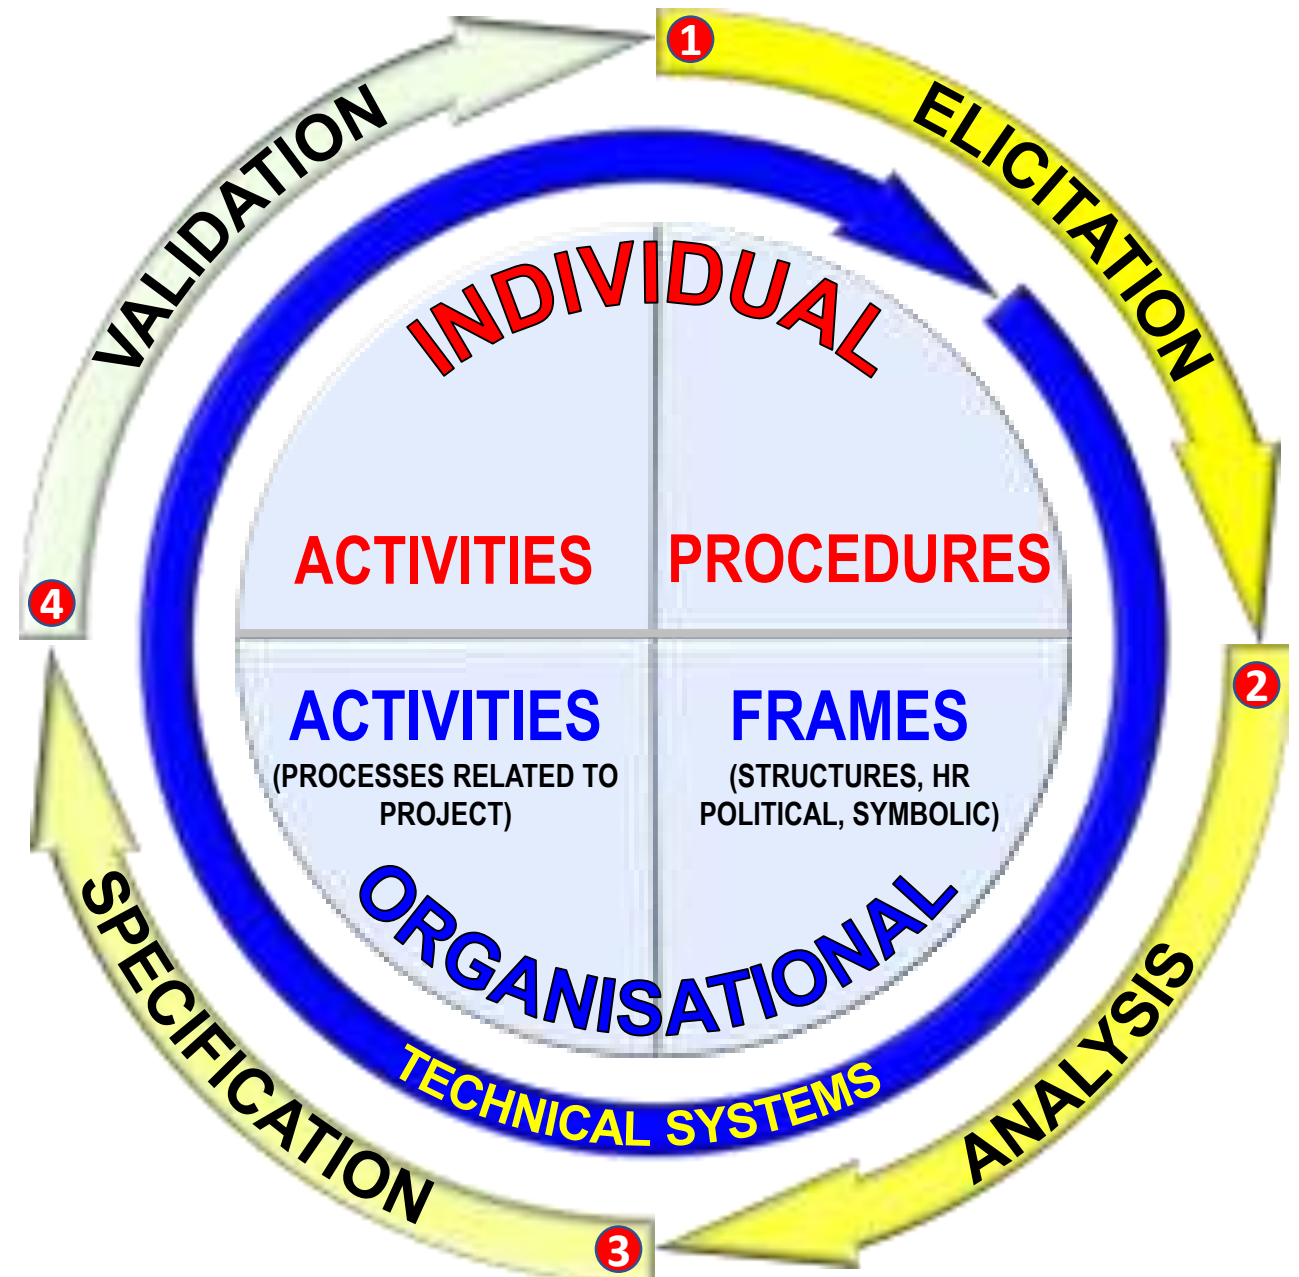 1
ELICITATION
2
ANALYSIS
3
SPECIFICATION
4
VALIDATION
INDIVIDUAL
ACTIVITIES
PROCEDURES
ACTIVITIES
(PROCESSES RELATED TO
PROJECT)
FRAMES
(STRUCTURES, HR
POLITICAL, SYMBOLIC)
ORGANISATIONAL
TECHNICAL SYSTEMS